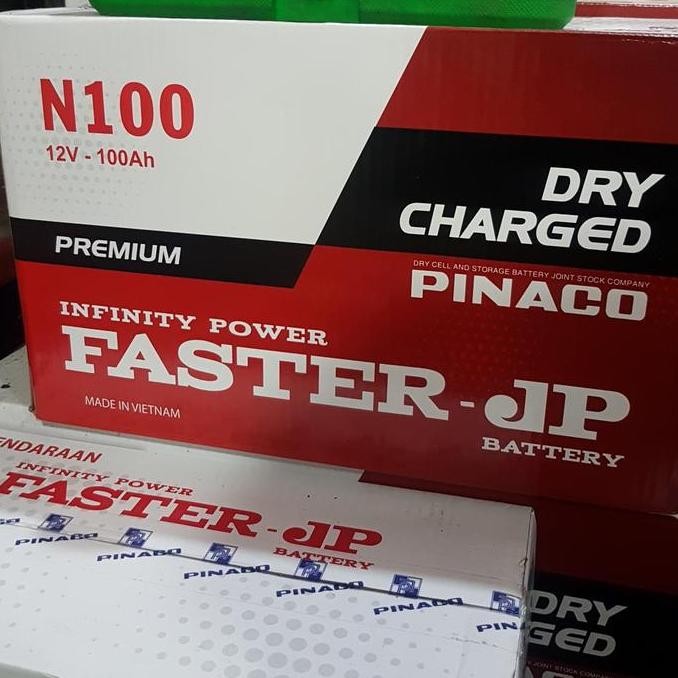 N100
12V - 100Ah
DRY
CHARGED
PREMIUM
DRY CELL AND STORAGE BATTERY JOINT STOCK COMPANY
PINACO
INFINITY POWER
FASTER-JP
BATTERY
MADE IN VIETNAM
ENDARAAN
INFINITY POWER
FASTER-JP
BATTERY
PINACO PINACO PINACO PINACO PINACO PIN
DRY
GED
JOINT STOCK COMPANY